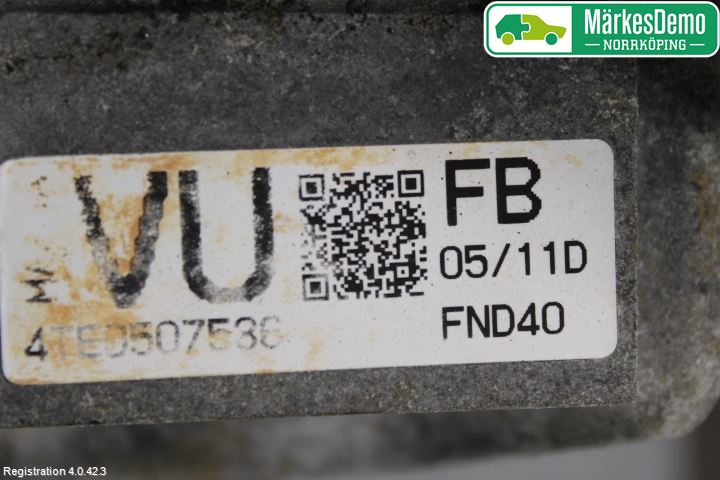 MärkesDemo
NORRKÖPING
VU
FB
05/11D
4TE0507536
FND40
Registration 4.0.42.3